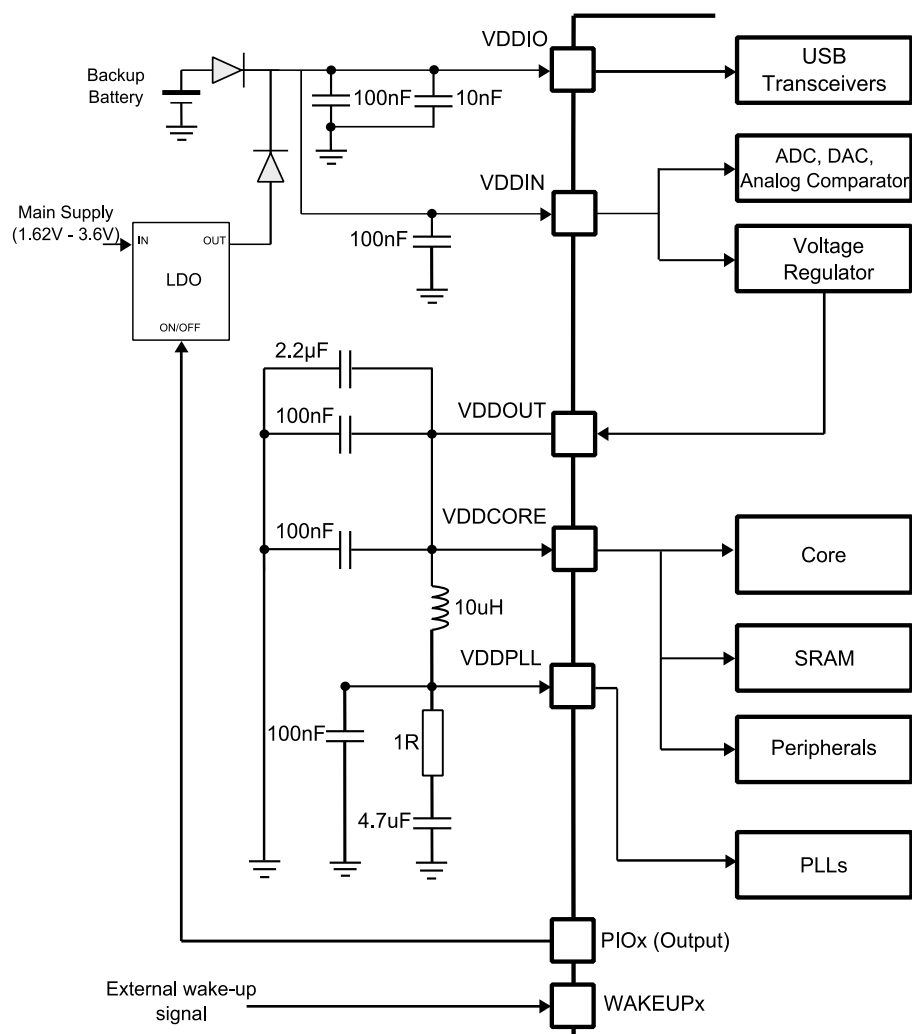 VDDIO
USB
Transceivers
Backup
Battery
100nF
10nF
ADC, DAC,
Analog Comparator
VDDIN
Main Supply
(1.62V - 3.6V)
IN
OUT
LDO
ON/OFF
100nF
Voltage
Regulator
2.2µF
100nF
VDDOUT
100nF
VDDCORE
Core
10uH
VDDPLL
SRAM
100nF
1R
Peripherals
4.7uF
PLLs
PIOx (Output)
External wake-up
signal
WAKEUPx